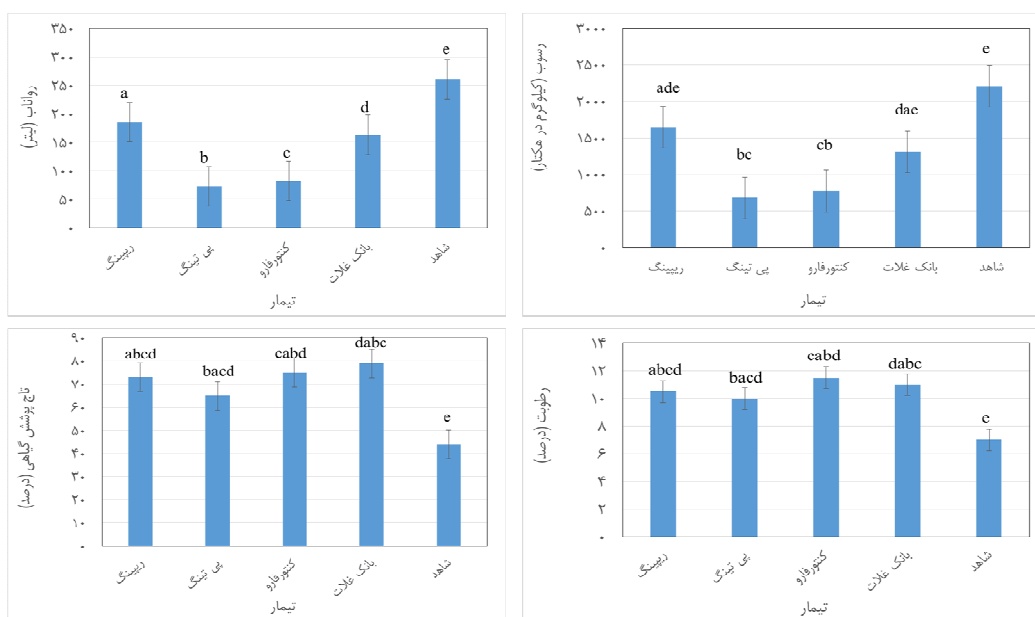 رواناب (لیتر)
۳۵۰
۳۰۰
۲۵۰
۲۰۰
۱۵۰
۱۰۰
۵۰
۰
a
b
c
d
e
ریپینگ
پی تینگ
کنتورفارو
بانک غلات
شاهد
تیمار
رسوب (کیلوگرم در هکتار)
۳۰۰۰
۲۵۰۰
۲۰۰۰
۱۵۰۰
۱۰۰۰
۵۰۰
۰
ade
bc
cb
dae
e
ریپینگ
پی تینگ
کنتورفارو
بانک غلات
شاهد
تیمار
تاج پوشش گیاهی (درصد)
۹۰
۸۰
۷۰
۶۰
۵۰
۴۰
۳۰
۲۰
۱۰
۰
abcd
bacd
cabd
dabc
e
ریپینگ
پی تینگ
کنتورفارو
بانک غلات
شاهد
تیمار
رطوبت (درصد)
۱۴
۱۲
۱۰
۸
۶
۴
۲
۰
abcd
bacd
cabd
dabc
e
ریپینگ
پی تینگ
کنتورفارو
بانک غلات
شاهد
تیمار